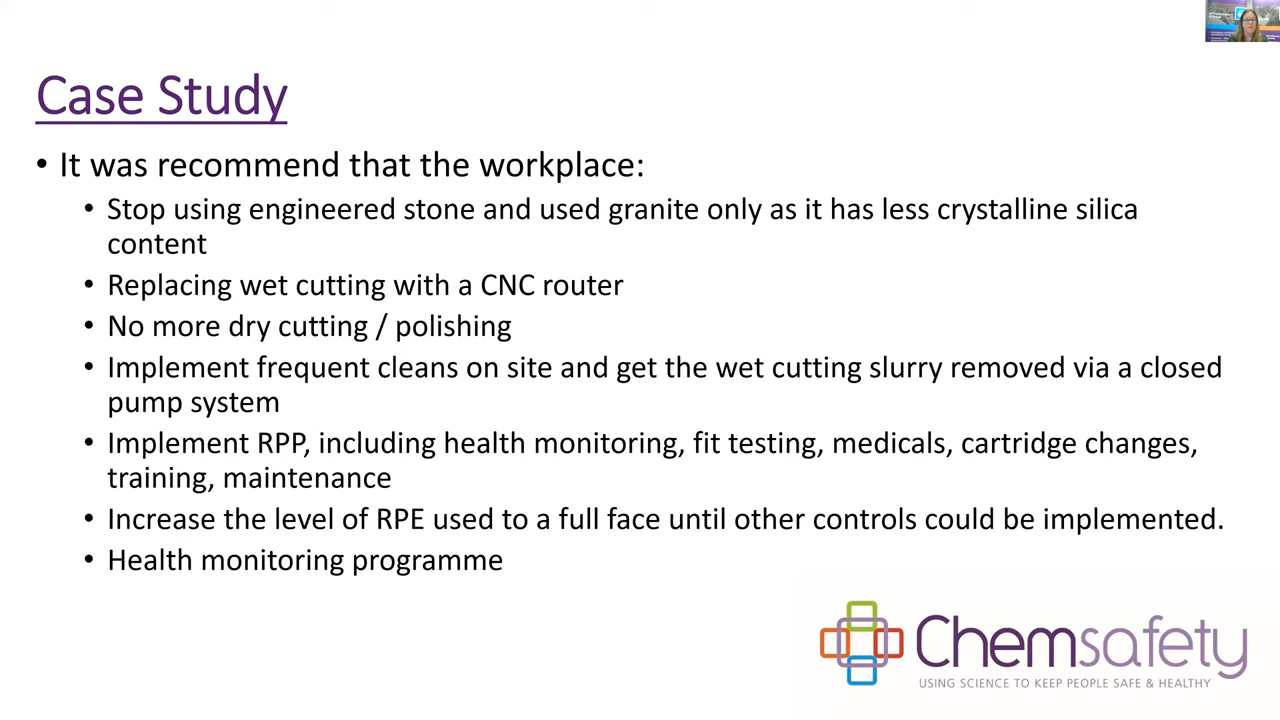 Case Study
• It was recommend that the workplace:
• Stop using engineered stone and used granite only as it has less crystalline silica
content
• Replacing wet cutting with a CNC router
• No more dry cutting / polishing
• Implement frequent cleans on site and get the wet cutting slurry removed via a closed
pump system
• Implement RPP, including health monitoring, fit testing, medicals, cartridge changes,
training, maintenance
• Increase the level of RPE used to a full face until other controls could be implemented.
• Health monitoring programme
Chemsafety
USING SCIENCE TO KEEP PEOPLE SAFE & HEALTHY